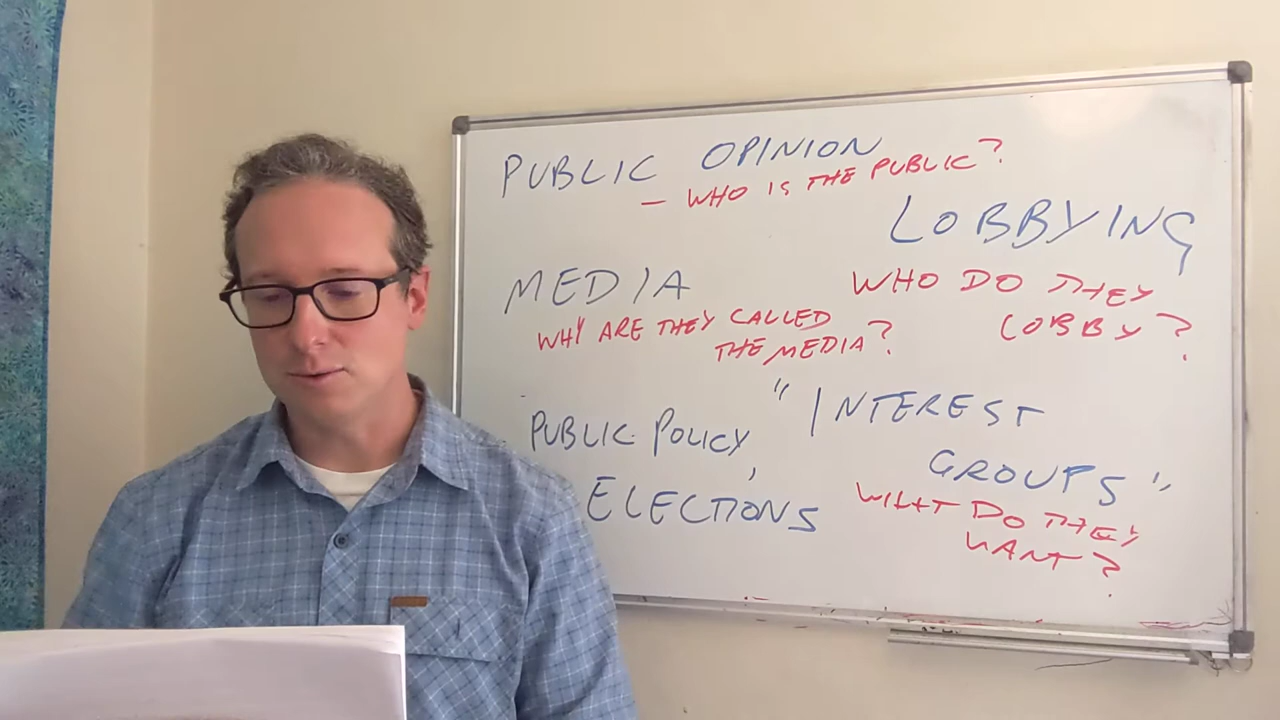 PUBLIC OPINION
— WHO IS THE PUBLIC?
LOBBYING
WHO DO THEY
LOBBY?
MEDIA
WHY ARE THEY CALLED
THE MEDIA?
"INTEREST
GROUPS"
WHAT DO THEY
WANT?
PUBLIC POLICY,
ELECTIONS